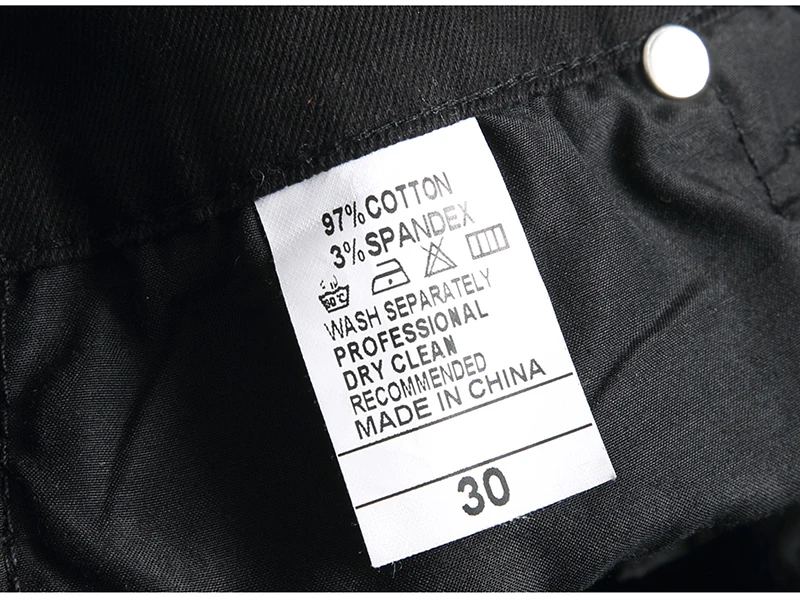 97% COTTON
3% SPANDEX
WASH SEPARATELY
PROFESSIONAL
DRY CLEAN
RECOMMENDED
MADE IN CHINA
30